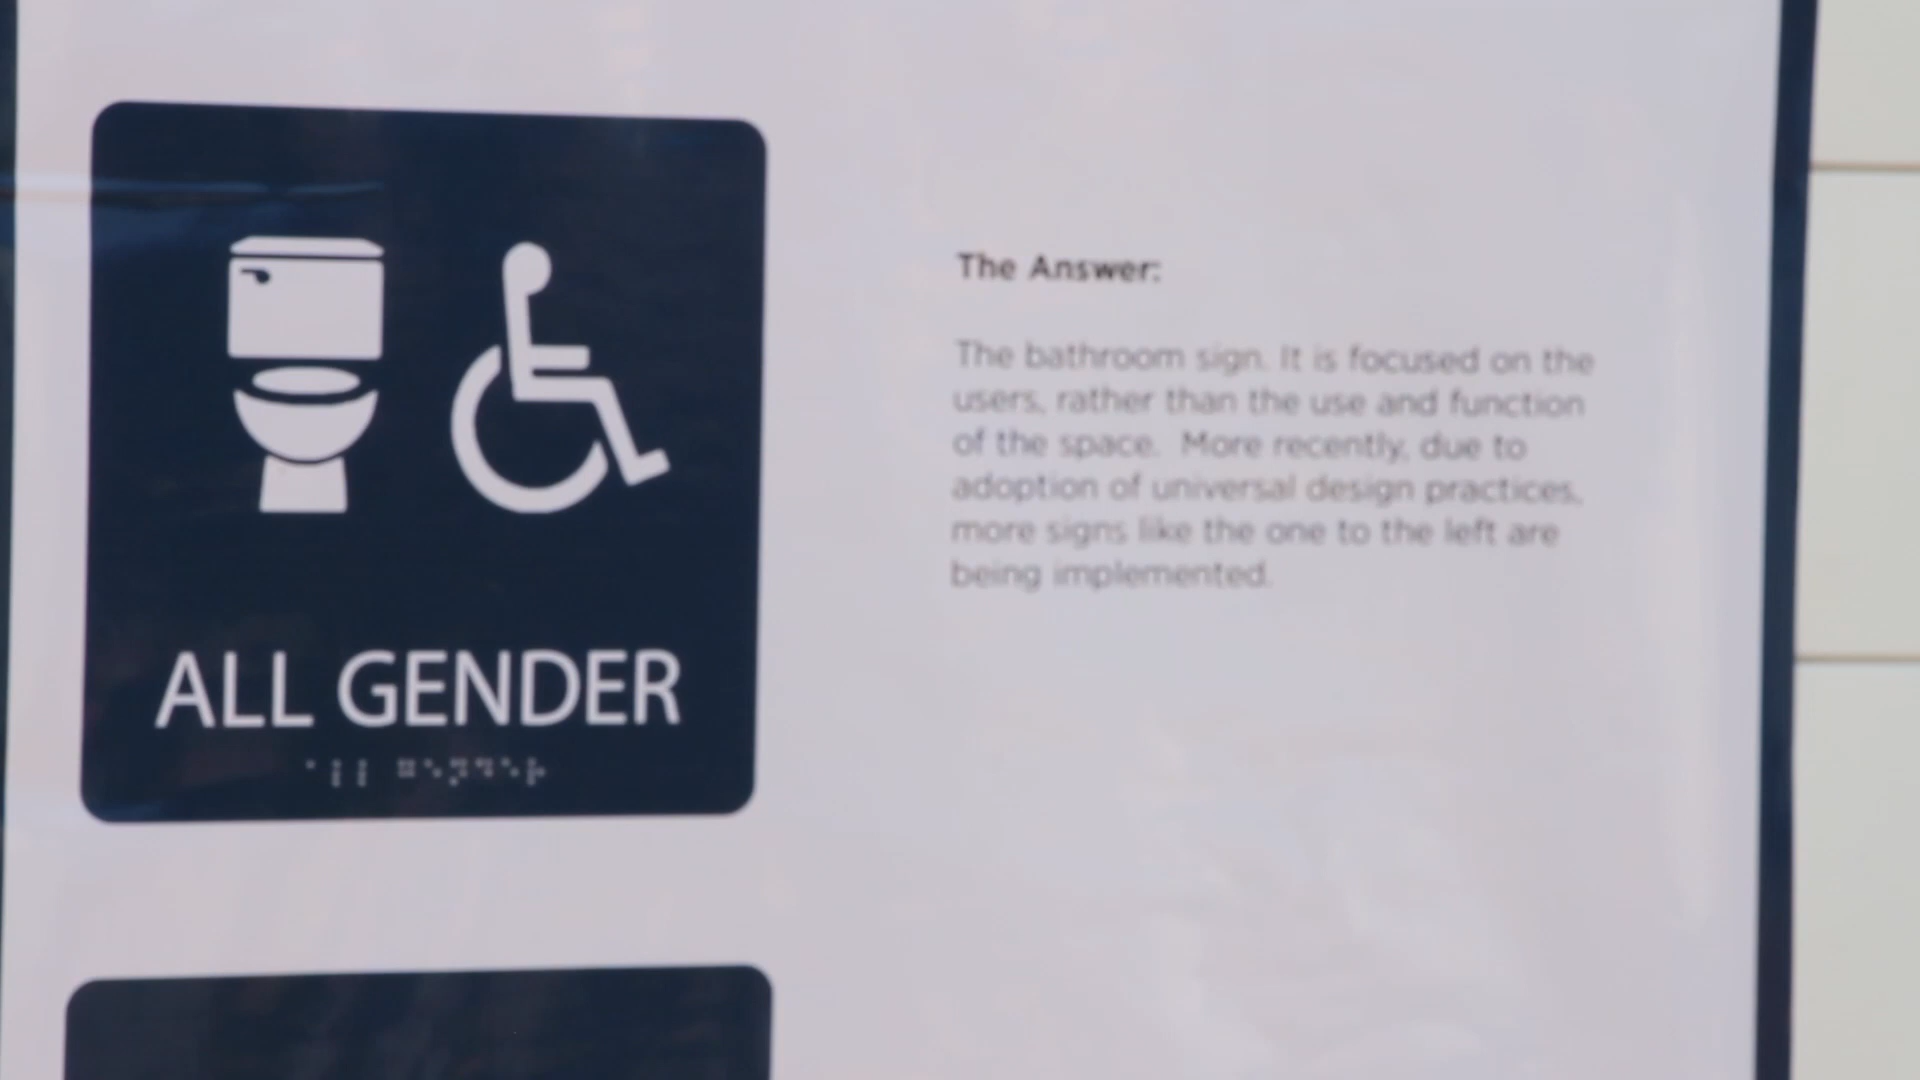 ALL GENDER
The Answer:
The bathroom sign. It is focused on the
users, rather than the use and function
of the space.  More recently, due to
adoption of universal design practices,
more signs like the one to the left are
being implemented.